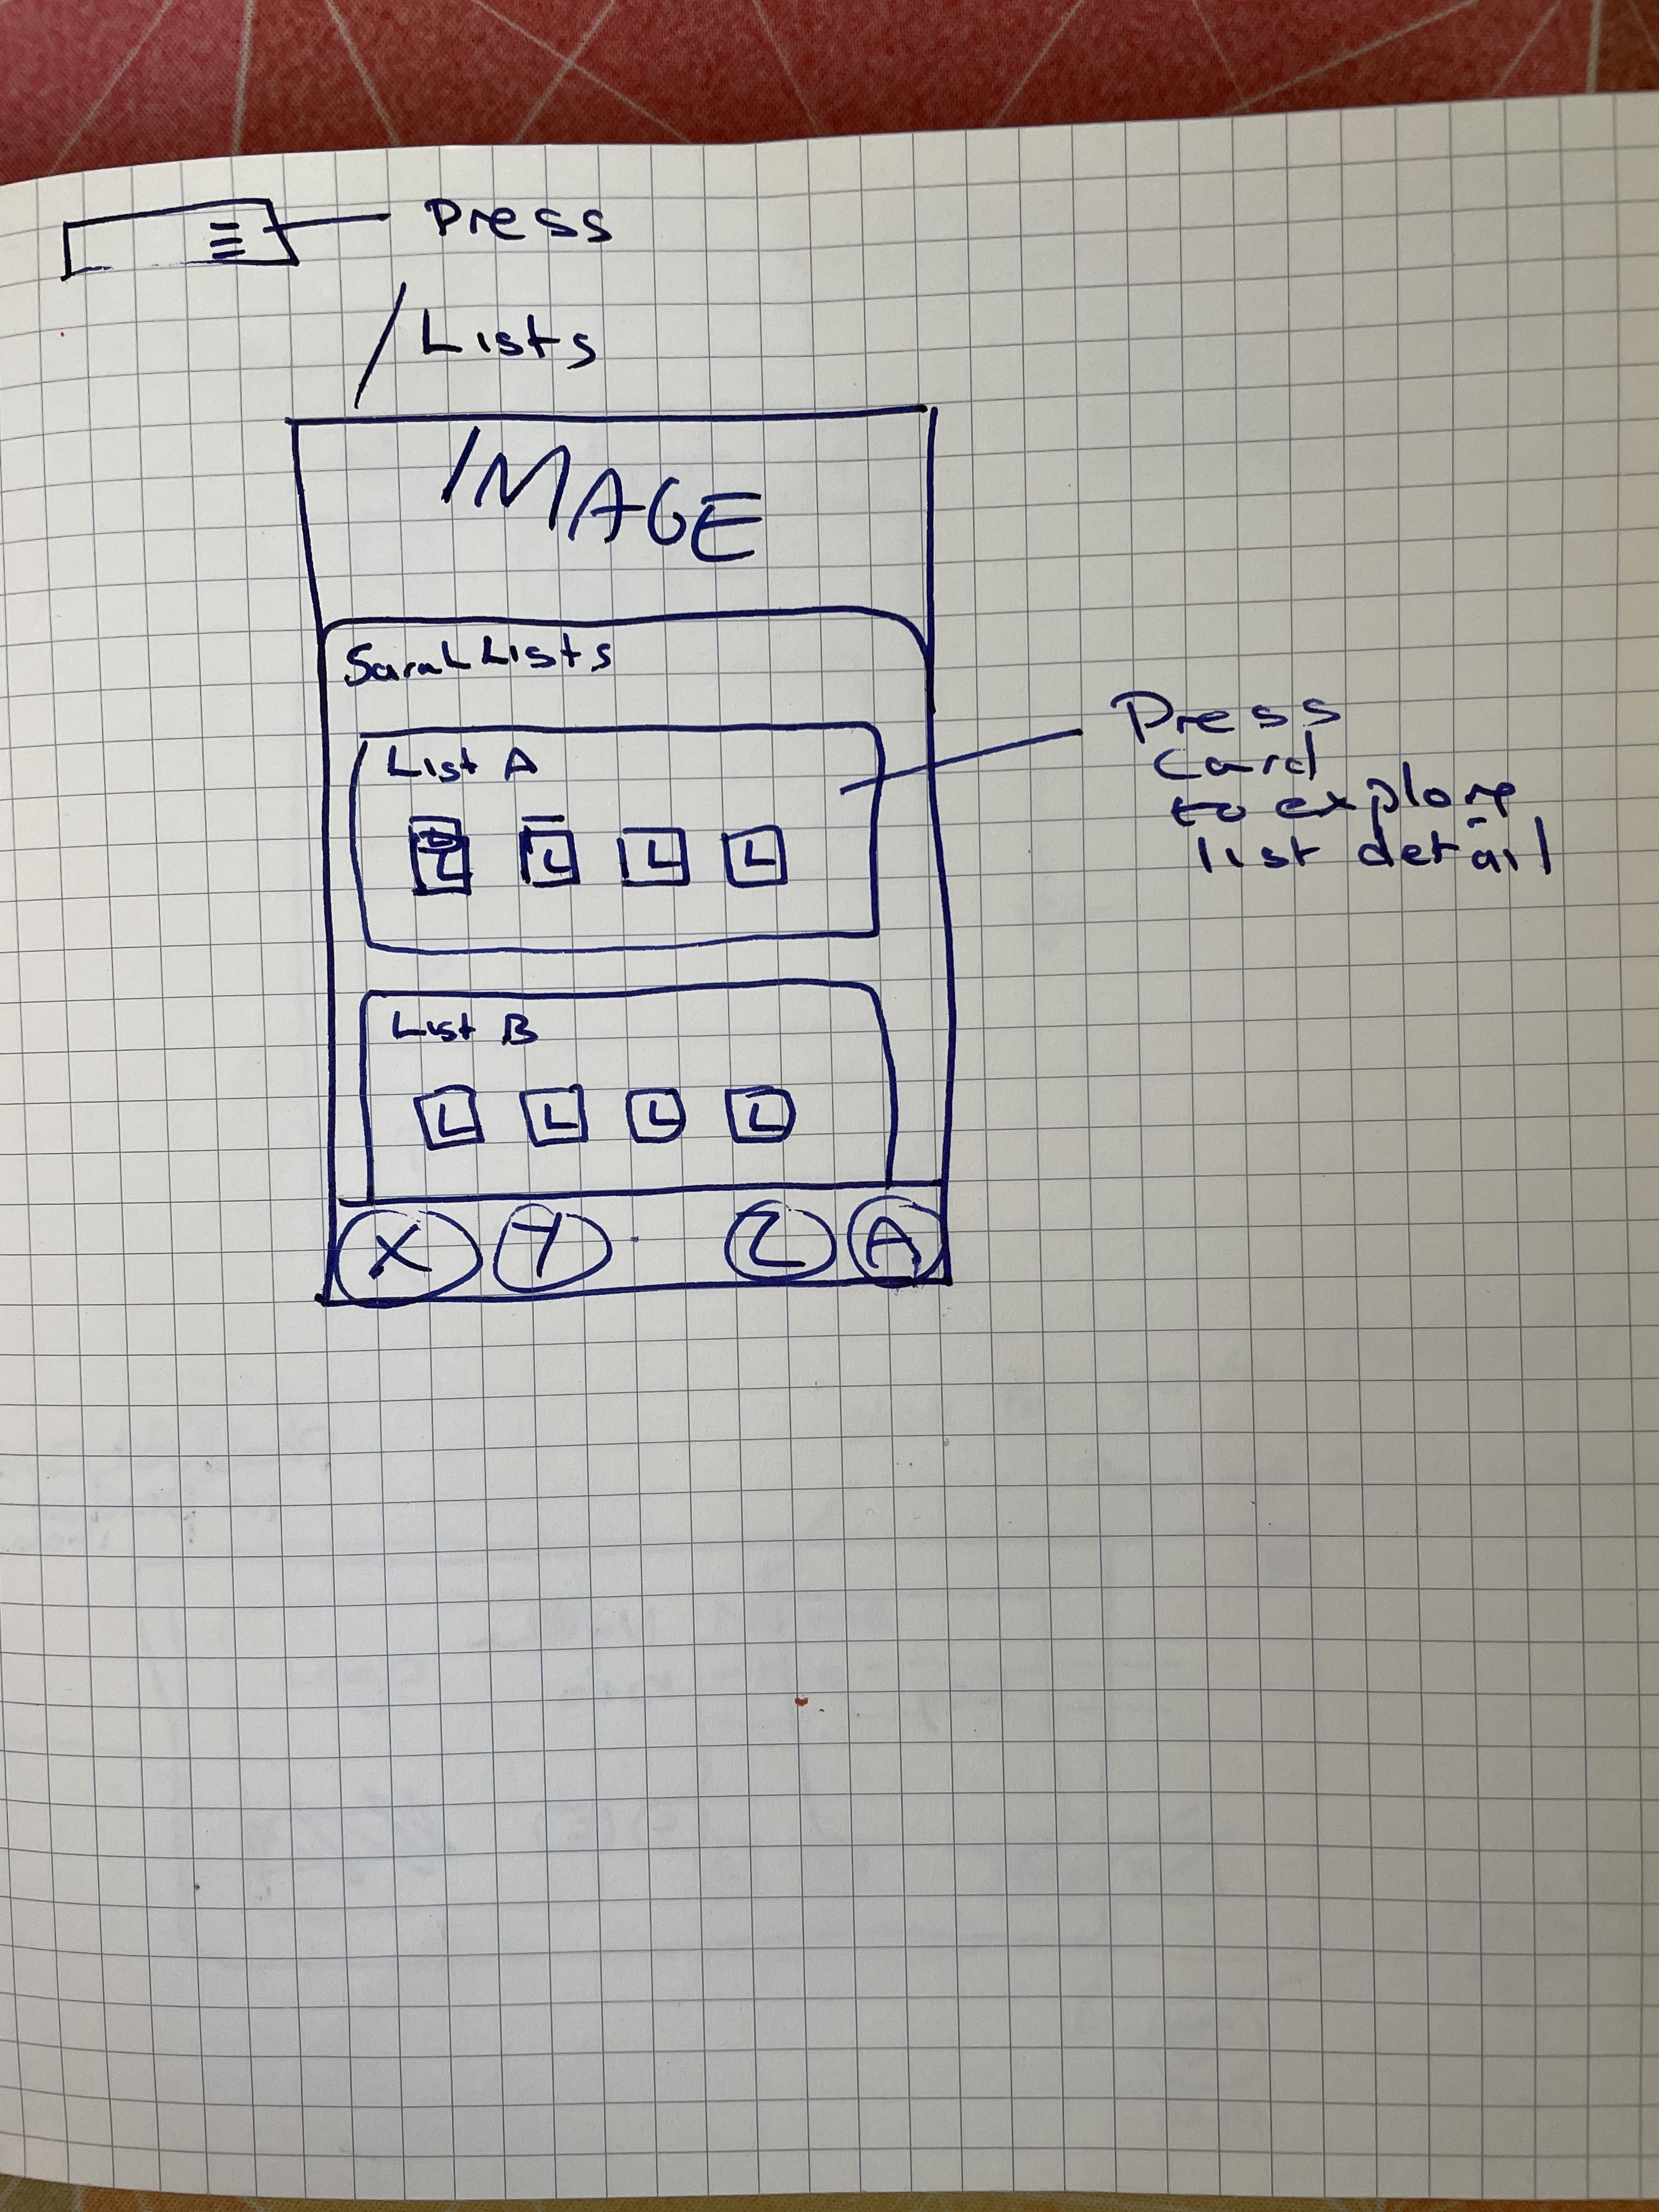 Press
/Lists
IMAGE
Sarah Lists
List A
L L L L
Press
card
to explore
list detail
List B
L L L L
X Y Z A